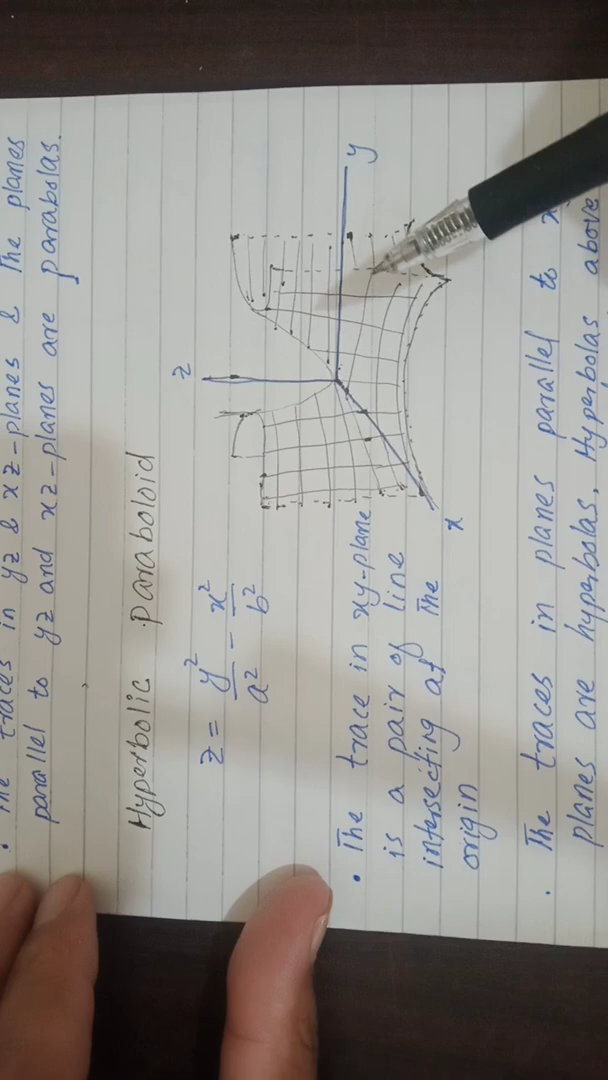 The traces in yz & xz-planes & The planes
parallel to yz and xz-planes are parabolas.
Hyperbolic paraboloid
z = y²/a² - x²/b²
z
y
x
• The trace in xy-plane
is a pair of line
intersecting at the
origin
• The traces in planes parallel to
planes are hyperbolas. Hyperbolas above